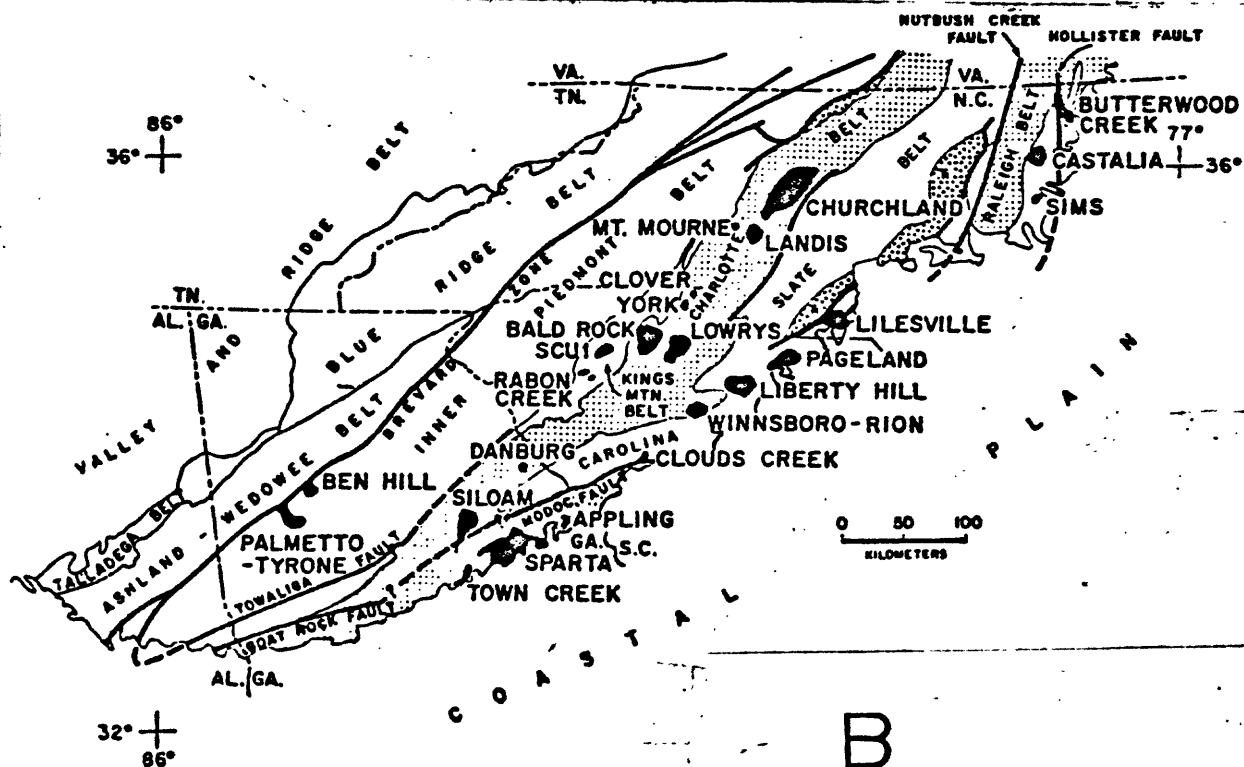 NUTBUSH CREEK
FAULT
HOLLISTER FAULT
VA.
TN.
VA.
N.C.
86°
36°
BUTTERWOOD
CREEK
77°
36°
CASTALIA
SIMS
RALEIGH BELT
VALLEY AND RIDGE BELT
BLUE RIDGE BELT
INNER PIEDMONT BELT
BREVARD ZONE
CHARLOTTE BELT
CAROLINA SLATE BELT
CHURCHLAND
MT. MOURNE
LANDIS
CLOVER
YORK
TN.
AL. GA.
BALD ROCK
LOWRYS
SCU1
LILESVILLE
PAGELAND
RABON
CREEK
KINGS
MTN.
BELT
LIBERTY HILL
WINNSBORO-RION
DANBURG
CLOUDS CREEK
BEN HILL
SILOAM
MODOC FAULT
APPLING
GA. S.C.
SPARTA
TOWN CREEK
PALMETTO
-TYRONE
TALLADEGA BEL
ASHLAND - WEDOWEE BELT
TOWALIGA FAULT
?
GOAT ROCK FAULT
AL. GA.
0 50 100
KILOMETERS
COASTAL PLAIN
32°
86°
B